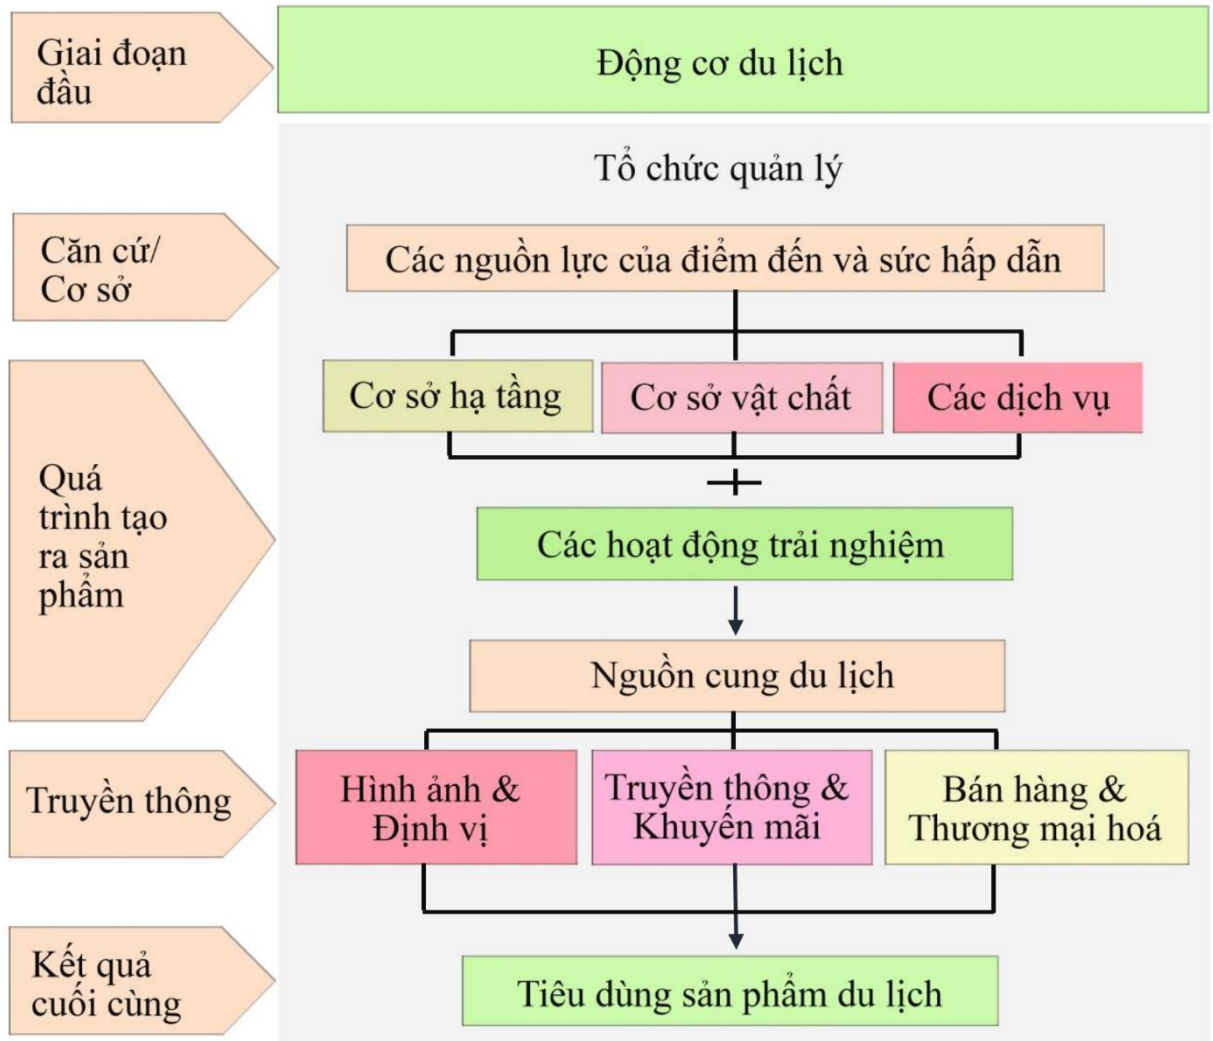 Giai đoạn
đầu
Động cơ du lịch
Tổ chức quản lý
Căn cứ/
Cơ sở
Các nguồn lực của điểm đến và sức hấp dẫn
Cơ sở hạ tầng
Cơ sở vật chất
Các dịch vụ
Quá
trình tạo
ra sản
phẩm
Các hoạt động trải nghiệm
Nguồn cung du lịch
Truyền thông
Hình ảnh &
Định vị
Truyền thông &
Khuyến mãi
Bán hàng &
Thương mại hoá
Kết quả
cuối cùng
Tiêu dùng sản phẩm du lịch